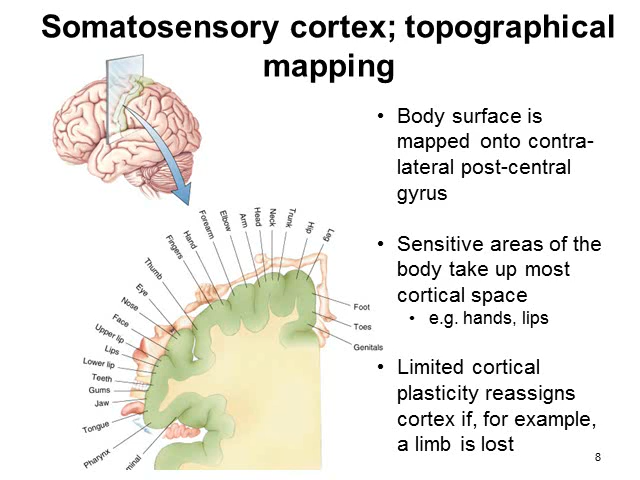 Somatosensory cortex; topographical
mapping
• Body surface is
mapped onto contra-
lateral post-central
gyrus
• Sensitive areas of the
body take up most
cortical space
• e.g. hands, lips
• Limited cortical
plasticity reassigns
cortex if, for example,
a limb is lost
Leg
Hip
Trunk
Neck
Head
Arm
Elbow
Forearm
Hand
Fingers
Thumb
Eye
Nose
Face
Upper lip
Lips
Lower lip
Teeth
Gums
Jaw
Tongue
Pharynx
minal
Foot
Toes
Genitals
8